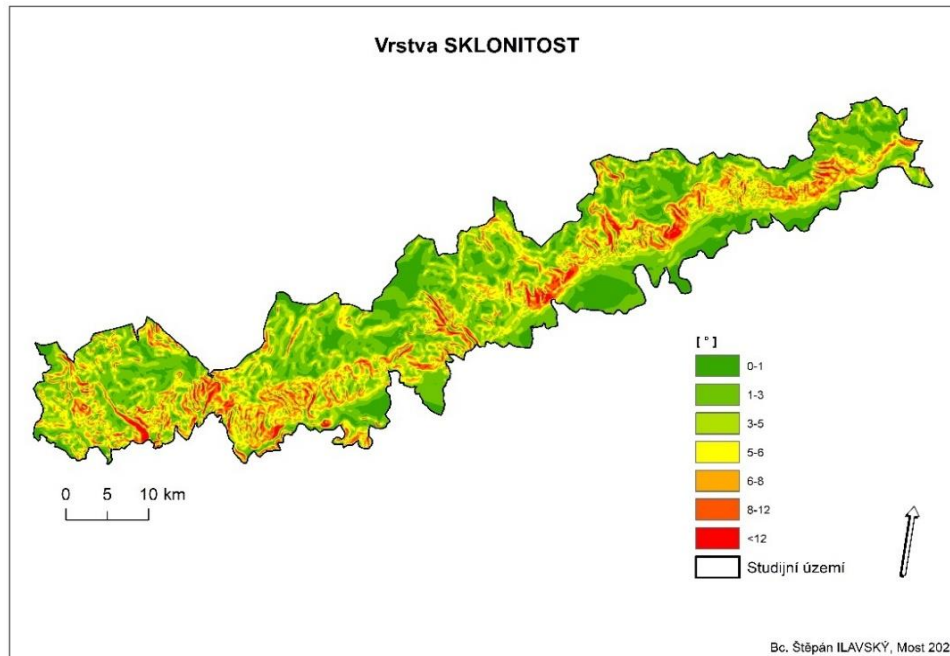 Vrstva SKLONITOST
[ ° ]
0-1
1-3
3-5
5-6
6-8
8-12
<12
Studijní území
0 5 10 km
Bc. Štěpán ILAVSKÝ, Most 202